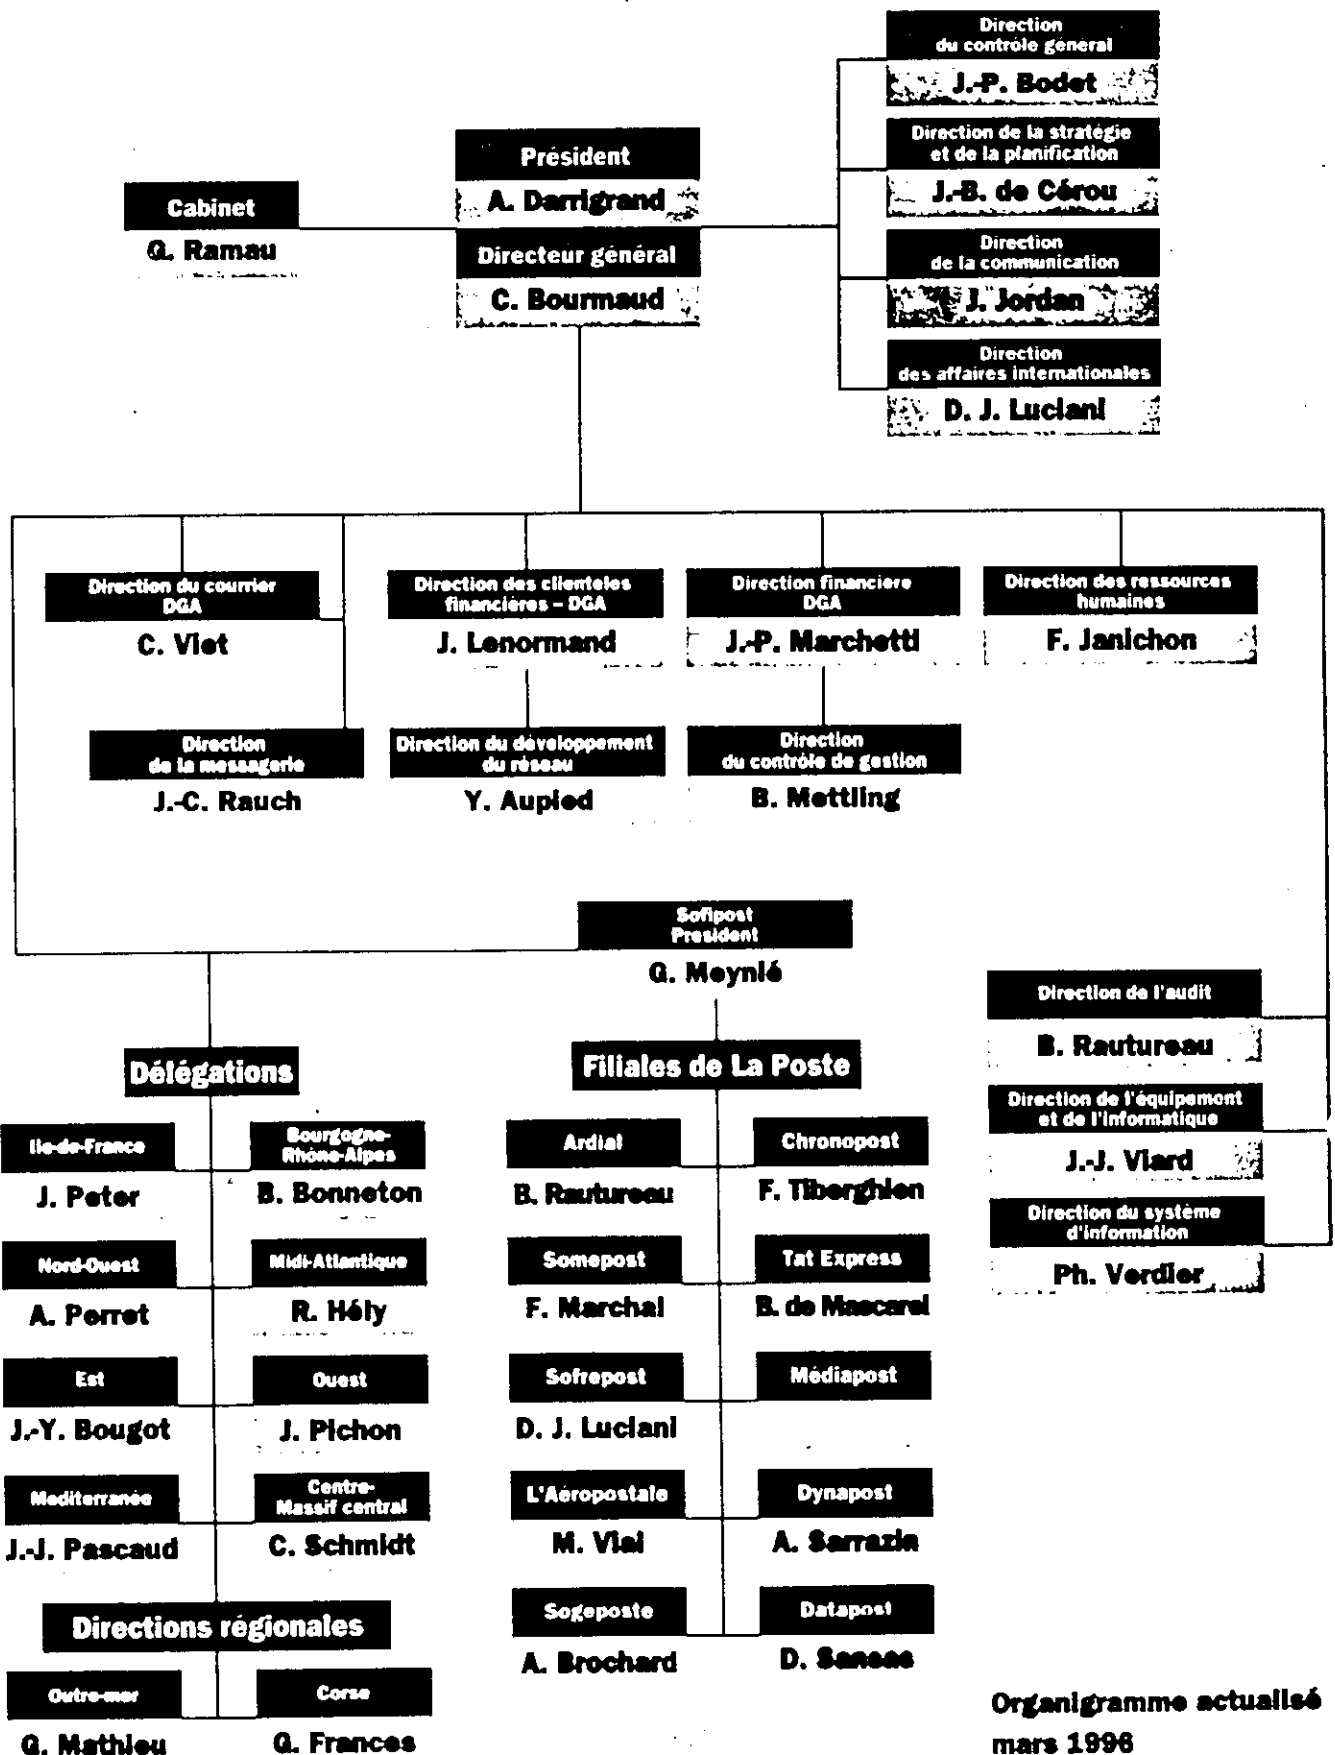 Direction
du contrôle général
J.-P. Bodet
Direction de la stratégie
et de la planification
J.-B. de Cérou
Direction
de la communication
J. Jordan
Direction
des affaires internationales
D. J. Luciani
Président
A. Darrigrand
Directeur général
C. Bourmaud
Cabinet
G. Ramau
Direction du courrier
DGA
C. Viet
Direction des clientèles
financières – DGA
J. Lenormand
Direction financière
DGA
J.-P. Marchetti
Direction des ressources
humaines
F. Janichon
Direction
de la messagerie
J.-C. Rauch
Direction du développement
du réseau
Y. Aupied
Direction
du contrôle de gestion
B. Mettling
Sofipost
President
G. Meynié
Direction de l'audit
B. Rautureau
Direction de l'équipement
et de l'informatique
J.-J. Viard
Direction du système
d'information
Ph. Verdier
Délégations
Ile-de-France
J. Peter
Bourgogne-
Rhône-Alpes
B. Bonneton
Nord-Ouest
A. Perret
Midi-Atlantique
R. Hély
Est
J.-Y. Bougot
Ouest
J. Pichon
Méditerranée
J.-J. Pascaud
Centre-
Massif central
C. Schmidt
Directions régionales
Outre-mer
G. Mathieu
Corse
G. Frances
Filiales de La Poste
Ardial
B. Rautureau
Chronopost
F. Tiberghien
Somepost
F. Marchal
Tat Express
B. de Mascarel
Sofrepost
D. J. Luciani
Médiapost
L'Aéropostale
M. Vial
Dynapost
A. Sarrazin
Sogeposte
A. Brochard
Datapost
D. Sensas
Organigramme actualisé
mars 1996